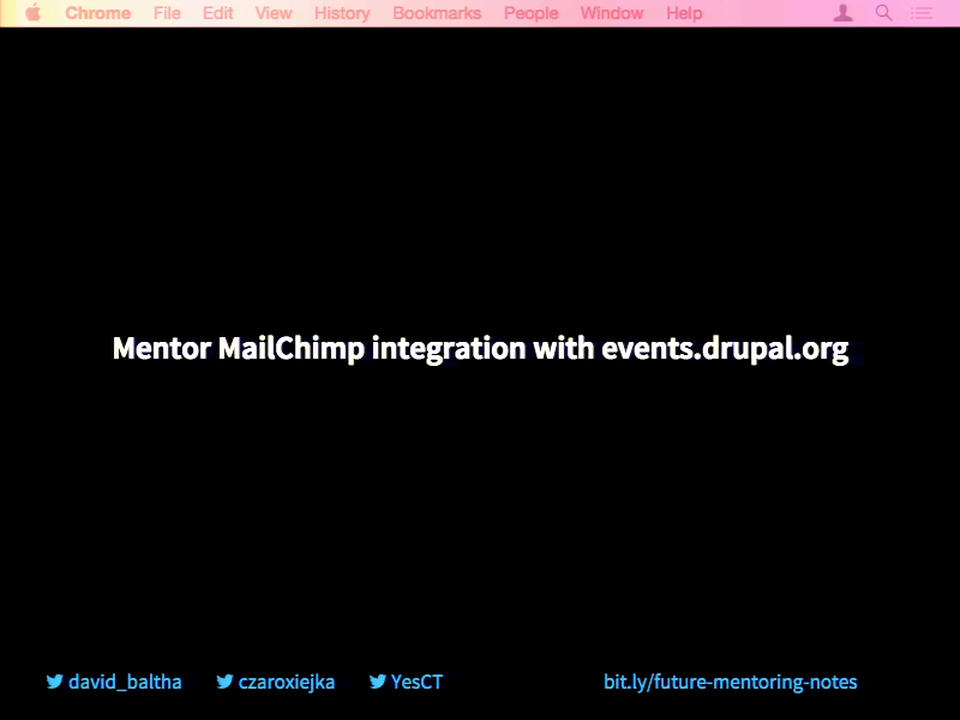 Chrome File Edit View History Bookmarks People Window Help
Mentor MailChimp integration with events.drupal.org
david_baltha czaroxiejka YesCT bit.ly/future-mentoring-notes